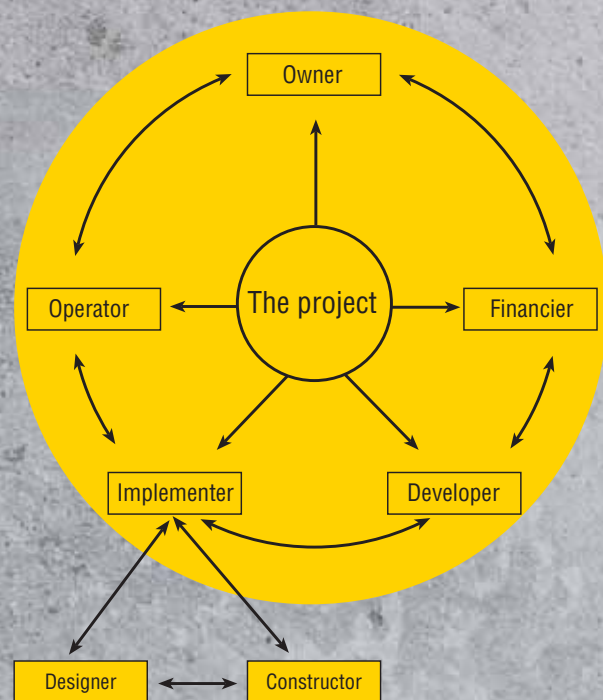 Owner
Operator
The project
Financier
Implementer
Developer
Designer
Constructor